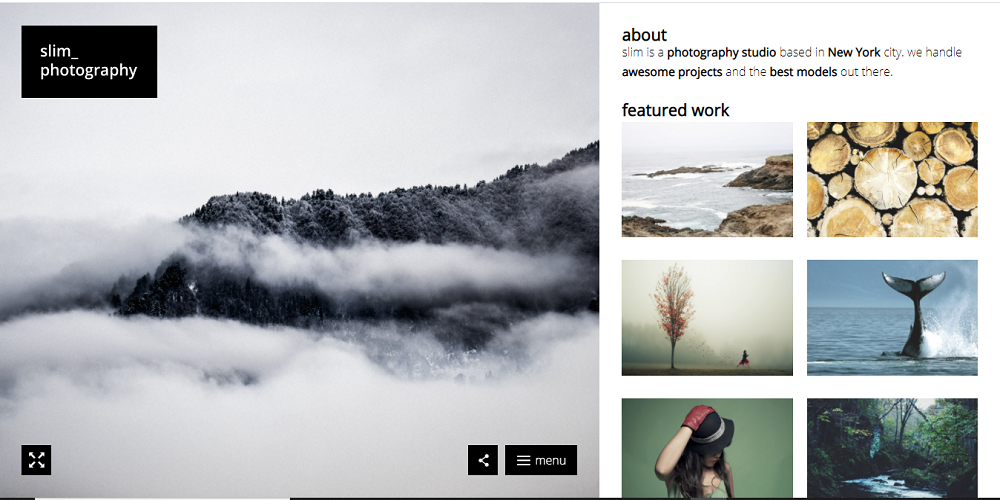 slim_
photography
menu
about
slim is a photography studio based in New York city. we handle
awesome projects and the best models out there.
featured work